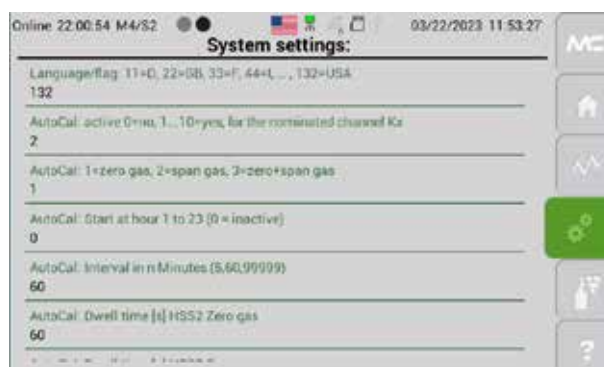 Online 22:00:54 M4/S2 03/22/2023 11:53:27
System settings:
MC
Language/flag: 11=D, 22=GB, 33=F, 44=I, .. , 132=USA
132
AutoCal: active 0=no, 1...10=yes, for the nominated channel Kx
2
AutoCal: 1=zero gas, 2=span gas, 3=zero+span gas
1
AutoCal: Start at hour 1 to 23 (0 = inactive)
0
AutoCal: Interval in n Minutes (5,60,99999)
60
AutoCal: Dwell time [s] HSS2 Zero gas
60
?